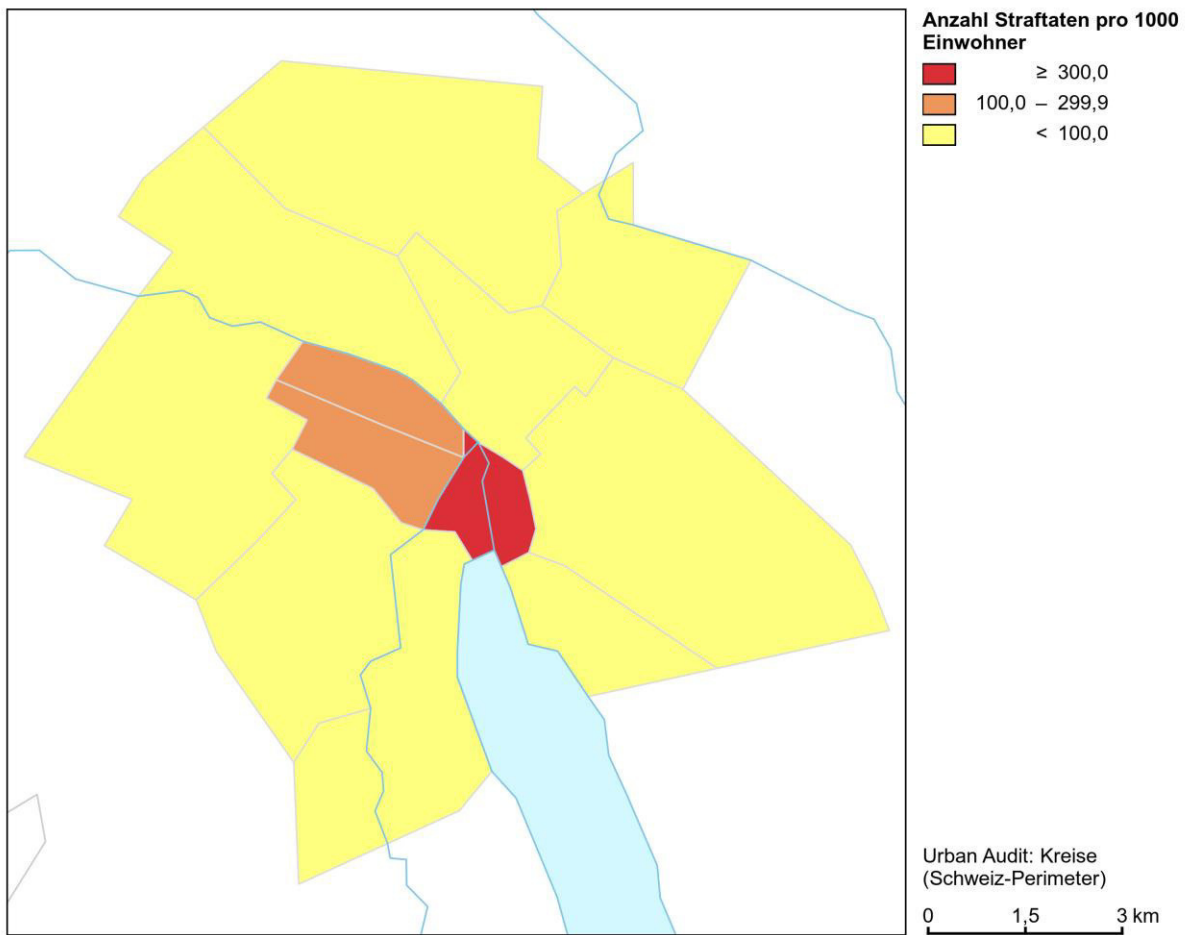 Anzahl Straftaten pro 1000
Einwohner
≥ 300,0
100,0 – 299,9
< 100,0
Urban Audit: Kreise
(Schweiz-Perimeter)
0 1,5 3 km